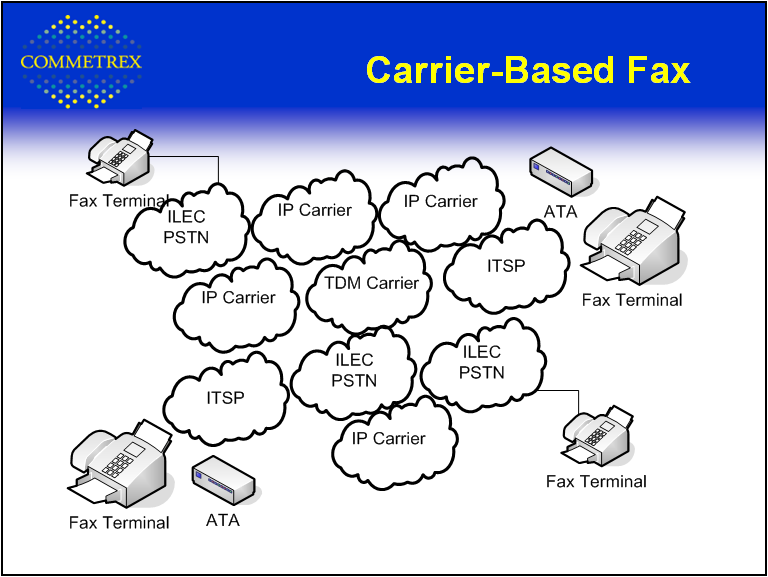 COMMETREX
Carrier-Based Fax
Fax Terminal
ILEC
PSTN
IP Carrier
IP Carrier
ATA
Fax Terminal
ITSP
IP Carrier
TDM Carrier
ILEC
PSTN
ILEC
PSTN
ITSP
IP Carrier
Fax Terminal
ATA
Fax Terminal